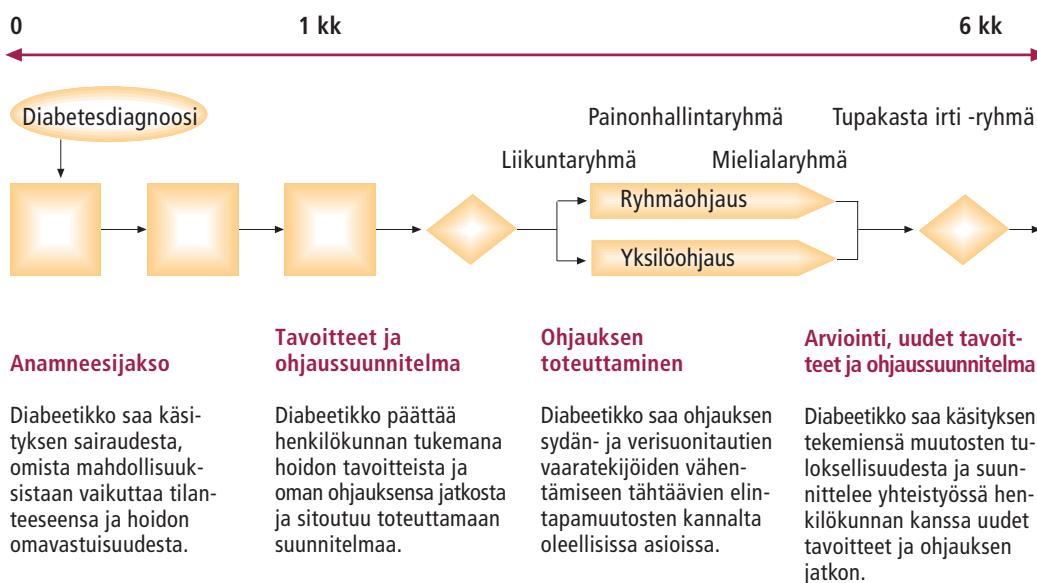 0 1 kk 6 kk
Diabetesdiagnoosi
Painonhallintaryhmä Tupakasta irti -ryhmä
Liikuntaryhmä Mielialaryhmä
Ryhmäohjaus
Yksilöohjaus
Anamneesijakso
Diabeetikko saa käsi-
tyksen sairaudesta,
omista mahdollisuuk-
sistaan vaikuttaa tilan-
teeseensa ja hoidon
omavastuisuudesta.
Tavoitteet ja
ohjaussuunnitelma
Diabeetikko päättää
henkilökunnan tukemana
hoidon tavoitteista ja
oman ohjauksensa jatkosta
ja sitoutuu toteuttamaan
suunnitelmaa.
Ohjauksen
toteuttaminen
Diabeetikko saa ohjauksen
sydän- ja verisuonitautien
vaaratekijöiden vähen-
tämiseen tähtäävien elin-
tapamuutosten kannalta
oleellisissa asioissa.
Arviointi, uudet tavoit-
teet ja ohjaussuunnitelma
Diabeetikko saa käsityksen
tekemiensä muutosten tu-
loksellisuudesta ja suun-
nittelee yhteistyössä hen-
kilökunnan kanssa uudet
tavoitteet ja ohjauksen
jatkon.